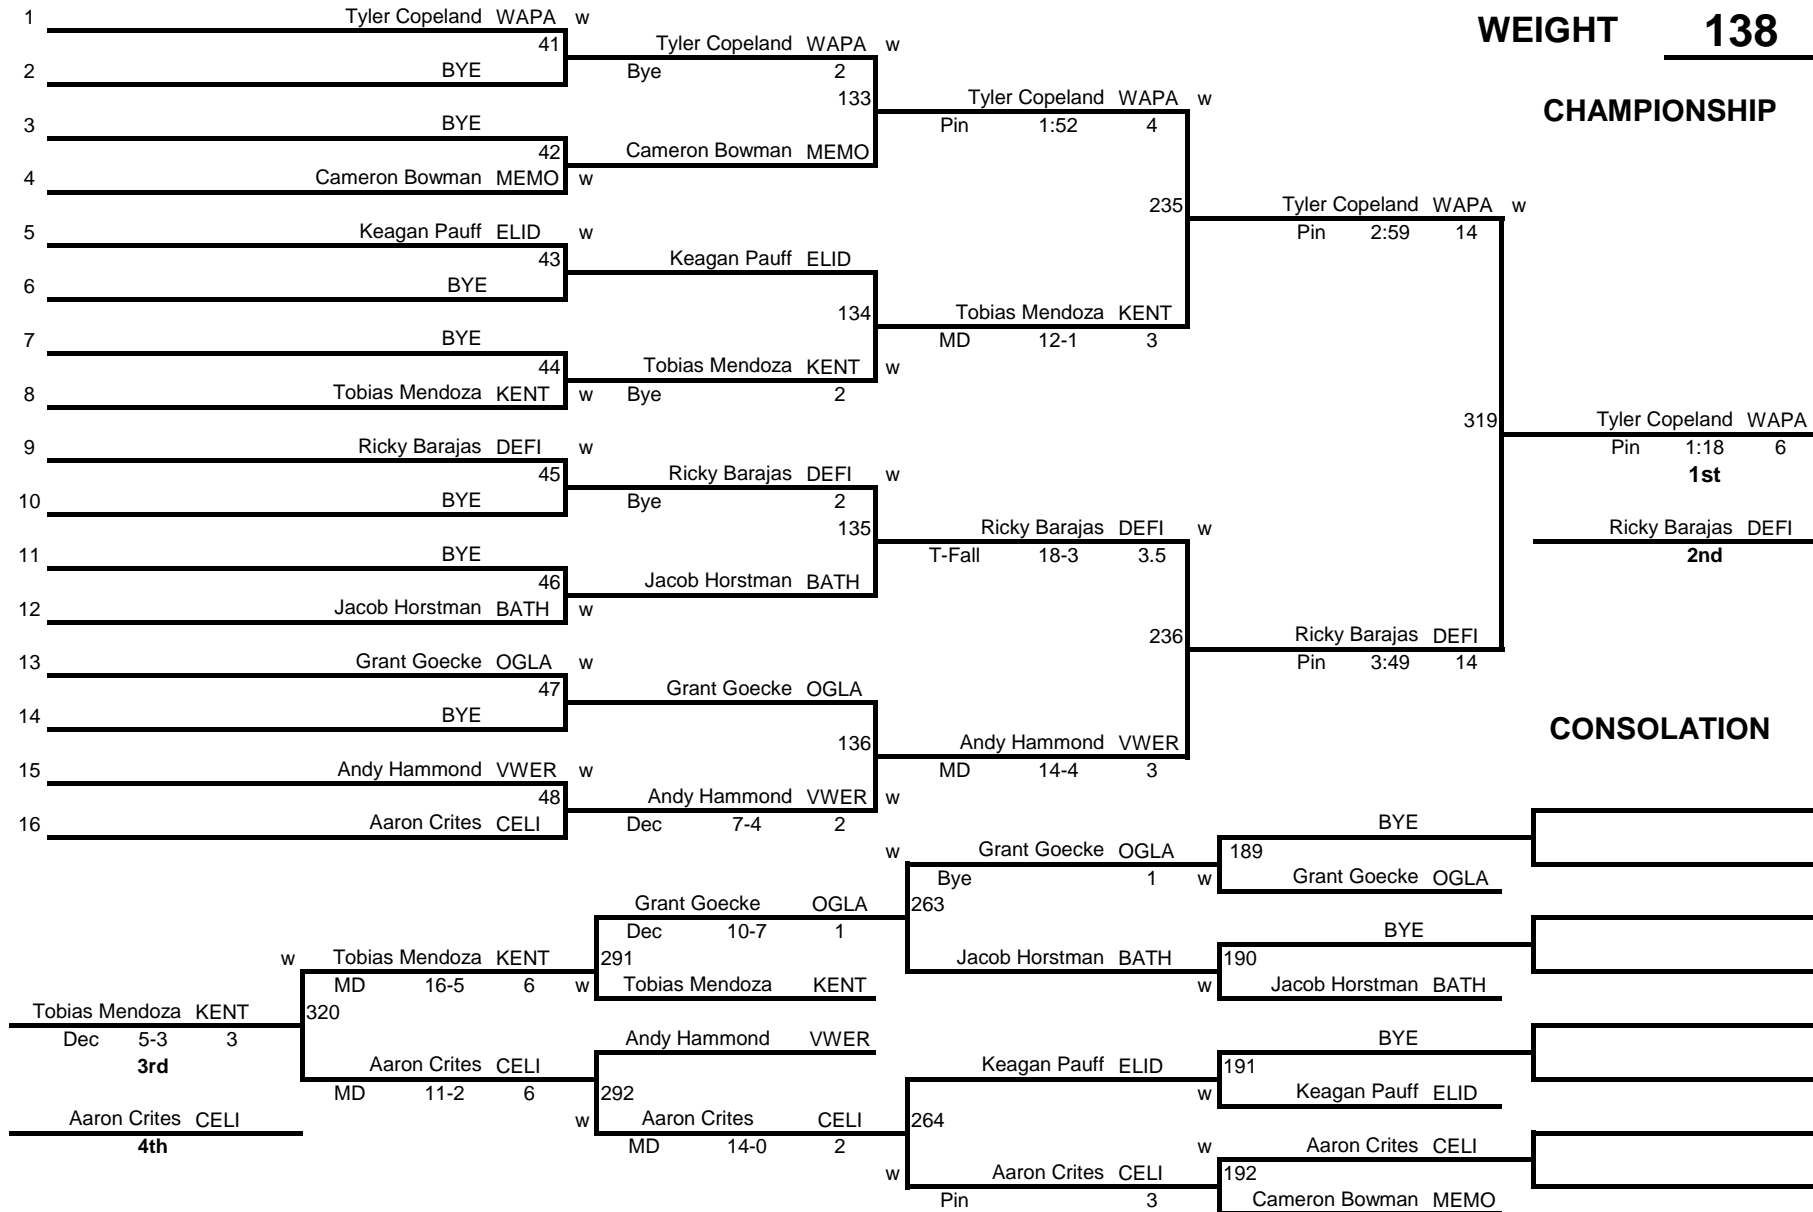 1 Tyler Copeland WAPA w
41
2 BYE
Tyler Copeland WAPA w
Bye 2
133
3 BYE
42
4 Cameron Bowman MEMO w
Cameron Bowman MEMO
Tyler Copeland WAPA w
Pin 1:52 4
235
5 Keagan Pauff ELID w
43
6 BYE
Keagan Pauff ELID
134
7 BYE
44
8 Tobias Mendoza KENT w
Tobias Mendoza KENT w
Bye 2
Tobias Mendoza KENT
MD 12-1 3
Tyler Copeland WAPA w
Pin 2:59 14
319
9 Ricky Barajas DEFI w
45
10 BYE
Ricky Barajas DEFI w
Bye 2
135
11 BYE
46
12 Jacob Horstman BATH w
Jacob Horstman BATH
Ricky Barajas DEFI w
T-Fall 18-3 3.5
236
13 Grant Goecke OGLA w
47
14 BYE
Grant Goecke OGLA
136
15 Andy Hammond VWER w
48
16 Aaron Crites CELI
Andy Hammond VWER w
Dec 7-4 2
Andy Hammond VWER
MD 14-4 3
Ricky Barajas DEFI
Pin 3:49 14
WEIGHT 138
CHAMPIONSHIP
Tyler Copeland WAPA
Pin 1:18 6
1st
Ricky Barajas DEFI
2nd
CONSOLATION
BYE
189
w Grant Goecke OGLA
w Grant Goecke OGLA
Bye 1
263
BYE
190
w Jacob Horstman BATH
Jacob Horstman BATH
Grant Goecke OGLA
Dec 10-7 1
291
w Tobias Mendoza KENT
w Tobias Mendoza KENT
MD 16-5 6
320
Tobias Mendoza KENT
Dec 5-3 3
3rd
Aaron Crites CELI
4th
Andy Hammond VWER
Aaron Crites CELI
MD 11-2 6
292
w Aaron Crites CELI
MD 14-0 2
BYE
191
w Keagan Pauff ELID
Keagan Pauff ELID
264
w Aaron Crites CELI
192
Cameron Bowman MEMO
w Aaron Crites CELI
Pin 3